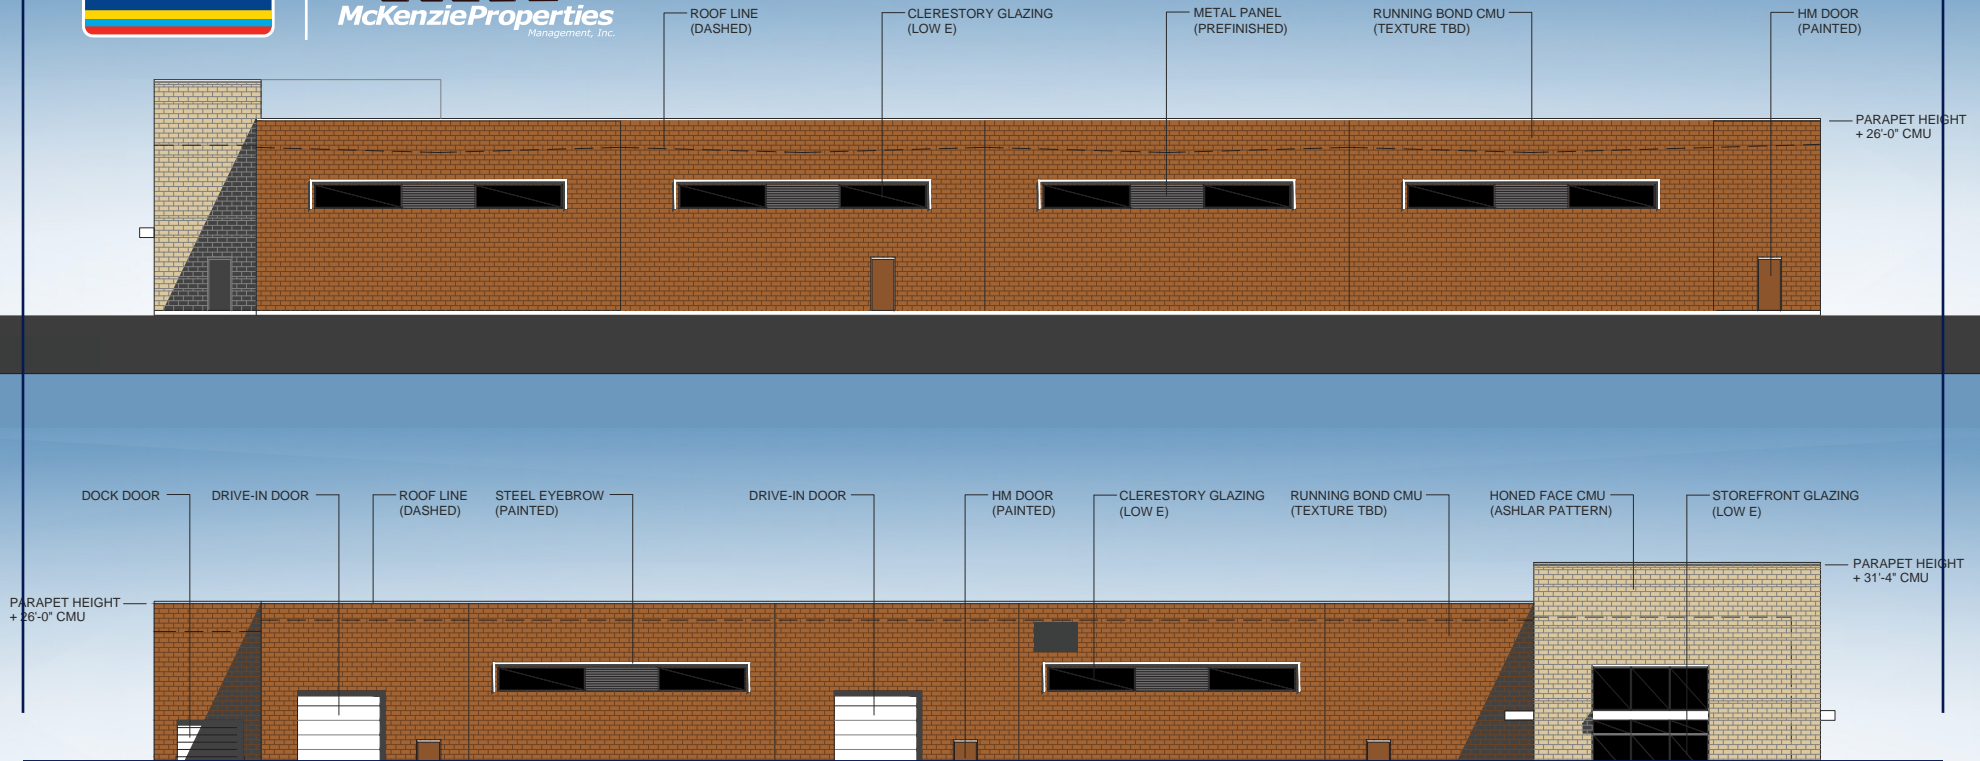 McKenzieProperties
Management, Inc.
ROOF LINE
(DASHED)
CLERESTORY GLAZING
(LOW E)
METAL PANEL
(PREFINISHED)
RUNNING BOND CMU
(TEXTURE TBD)
HM DOOR
(PAINTED)
PARAPET HEIGHT
+ 26'-0" CMU
DOCK DOOR
DRIVE-IN DOOR
ROOF LINE
(DASHED)
STEEL EYEBROW
(PAINTED)
DRIVE-IN DOOR
HM DOOR
(PAINTED)
CLERESTORY GLAZING
(LOW E)
RUNNING BOND CMU
(TEXTURE TBD)
HONED FACE CMU
(ASHLAR PATTERN)
STOREFRONT GLAZING
(LOW E)
PARAPET HEIGHT
+ 31'-4" CMU
PARAPET HEIGHT
+ 26'-0" CMU